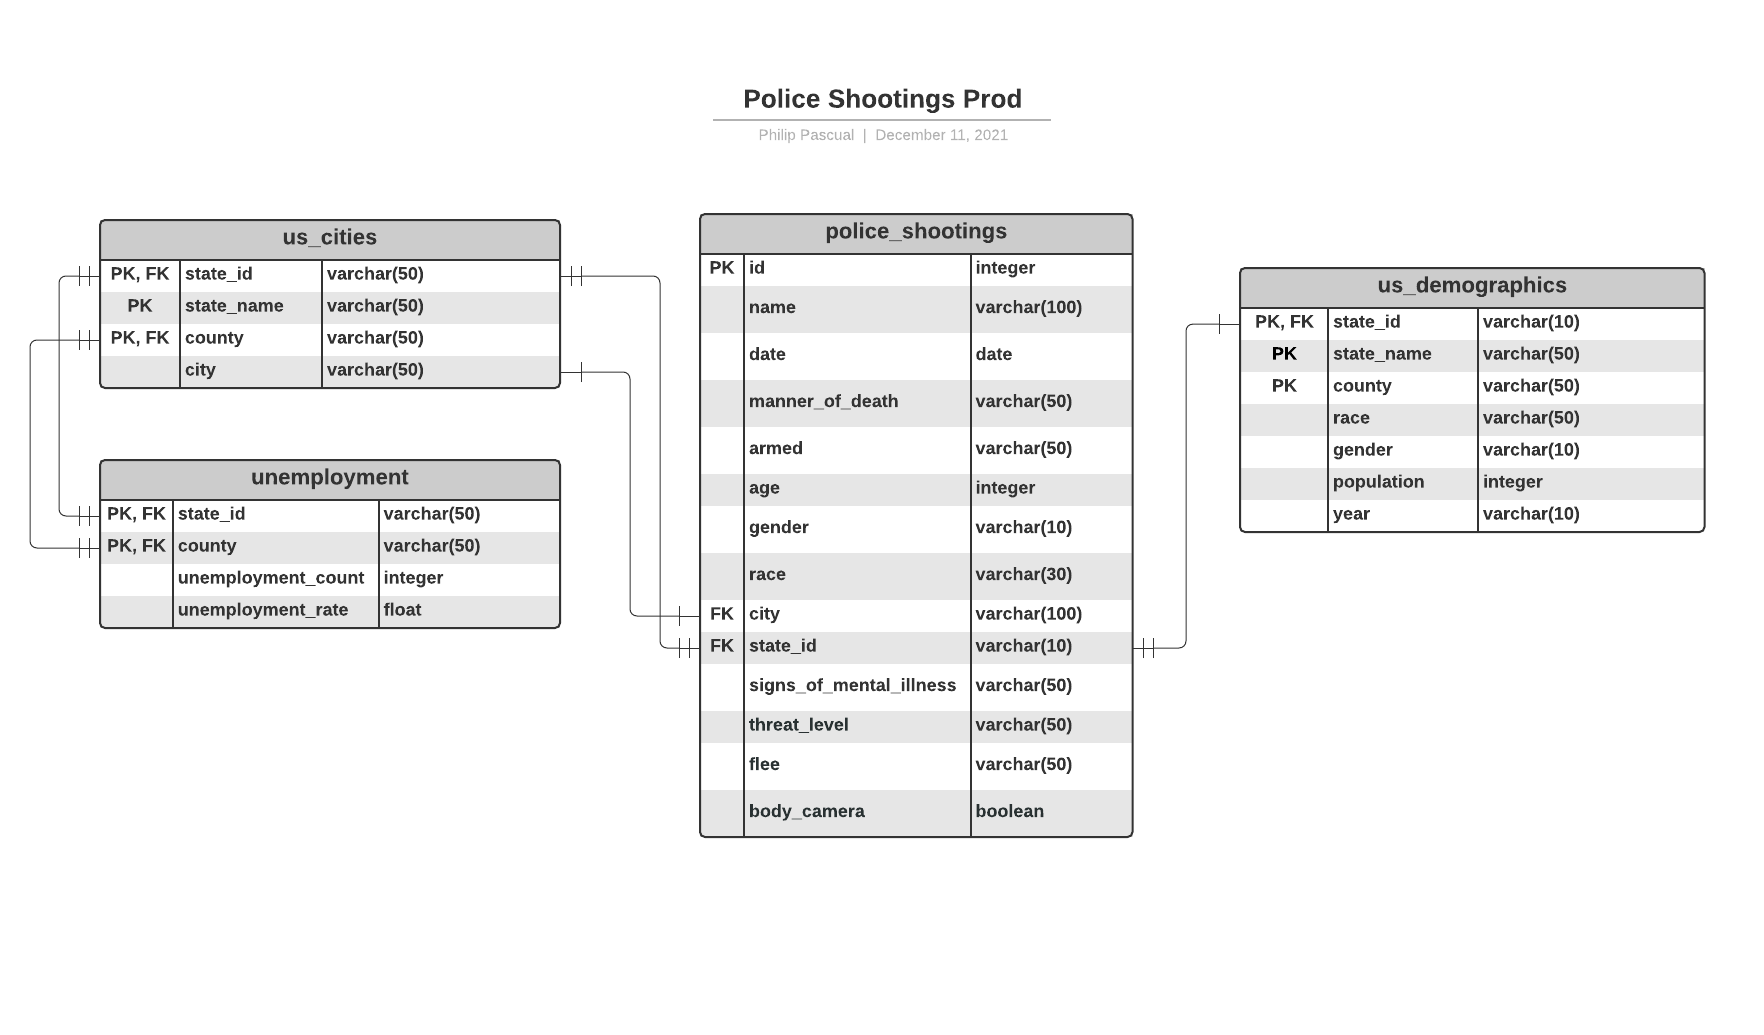 Police Shootings Prod
Philip Pascual | December 11, 2021
us_cities
PK, FK state_id varchar(50)
PK state_name varchar(50)
PK, FK county varchar(50)
city varchar(50)
unemployment
PK, FK state_id varchar(50)
PK, FK county varchar(50)
unemployment_count integer
unemployment_rate float
police_shootings
PK id integer
name varchar(100)
date date
manner_of_death varchar(50)
armed varchar(50)
age integer
gender varchar(10)
race varchar(30)
FK city varchar(100)
FK state_id varchar(10)
signs_of_mental_illness varchar(50)
threat_level varchar(50)
flee varchar(50)
body_camera boolean
us_demographics
PK, FK state_id varchar(10)
PK state_name varchar(50)
PK county varchar(50)
race varchar(50)
gender varchar(10)
population integer
year varchar(10)